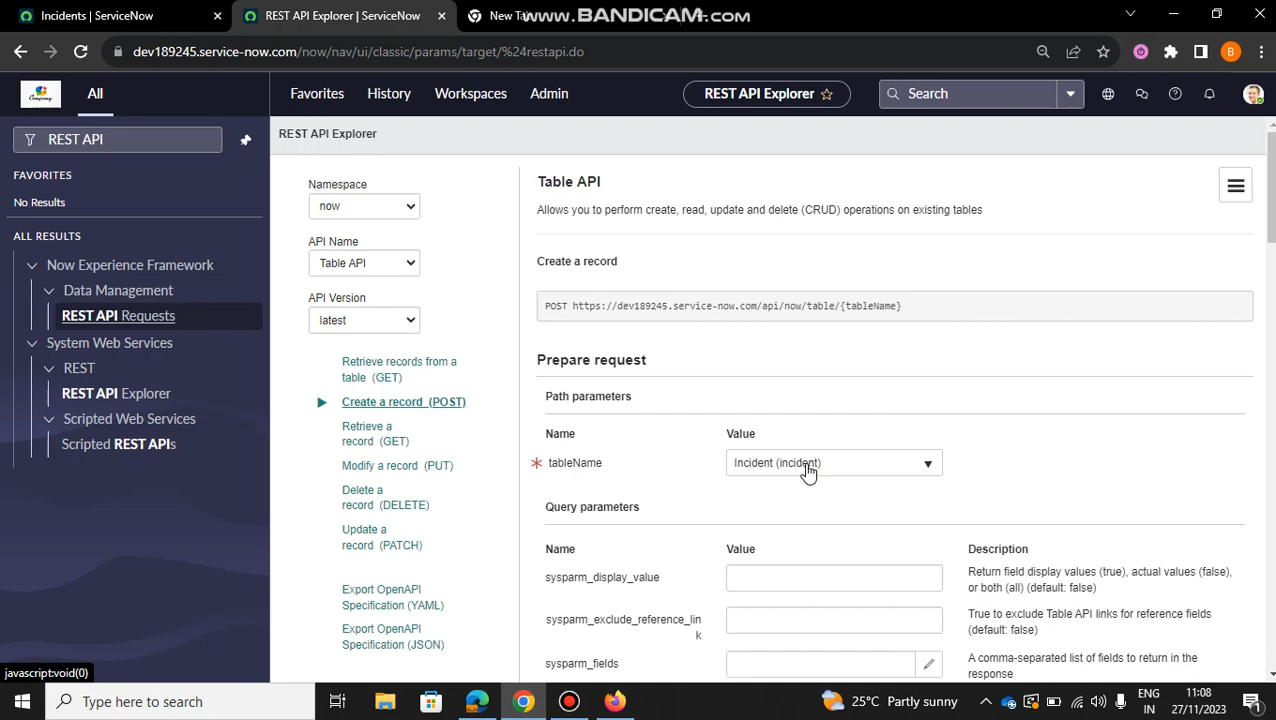 Incidents | ServiceNow
REST API Explorer | ServiceNow
New Ta
www.BANDICAM.com
dev189245.service-now.com/now/nav/ui/classic/params/target/%24restapi.do
B
Company
All
Favorites
History
Workspaces
Admin
REST API Explorer
Search
REST API
FAVORITES
No Results
ALL RESULTS
Now Experience Framework
Data Management
REST API Requests
System Web Services
REST
REST API Explorer
Scripted Web Services
Scripted REST APIs
javascript:void(0)
REST API Explorer
Namespace
now
API Name
Table API
API Version
latest
Retrieve records from a
table (GET)
Create a record (POST)
Retrieve a
record (GET)
Modify a record (PUT)
Delete a
record (DELETE)
Update a
record (PATCH)
Export OpenAPI
Specification (YAML)
Export OpenAPI
Specification (JSON)
Table API
Allows you to perform create, read, update and delete (CRUD) operations on existing tables
Create a record
POST https://dev189245.service-now.com/api/now/table/{tableName}
Prepare request
Path parameters
Name Value
* tableName Incident (incident)
Query parameters
Name Value Description
sysparm_display_value Return field display values (true), actual values (false),
or both (all) (default: false)
sysparm_exclude_reference_lin True to exclude Table API links for reference fields
k (default: false)
sysparm_fields A comma-separated list of fields to return in the
response
Type here to search
25°C Partly sunny
ENG
IN
11:08
27/11/2023
1